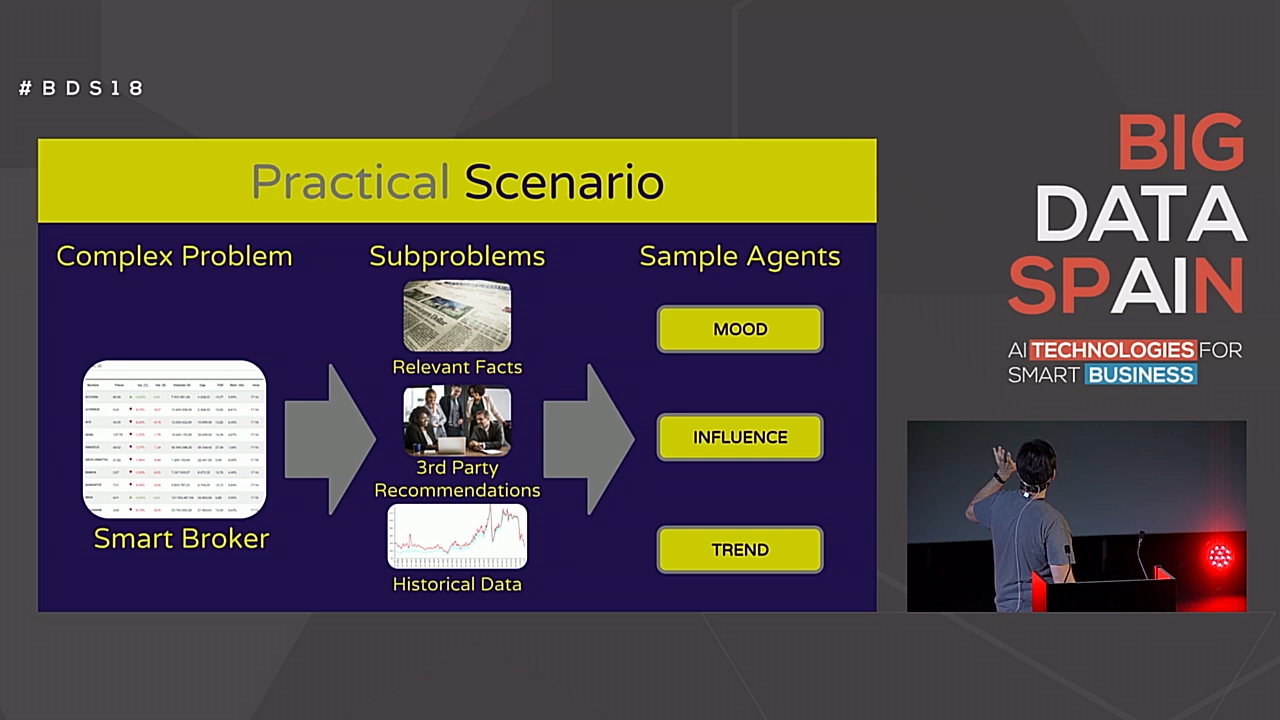 #BDS18
BIG
DATA
SPAIN
AI TECHNOLOGIES FOR
SMART BUSINESS
Practical Scenario
Complex Problem
Smart Broker
Subproblems
Relevant Facts
3rd Party
Recommendations
Historical Data
Sample Agents
MOOD
INFLUENCE
TREND